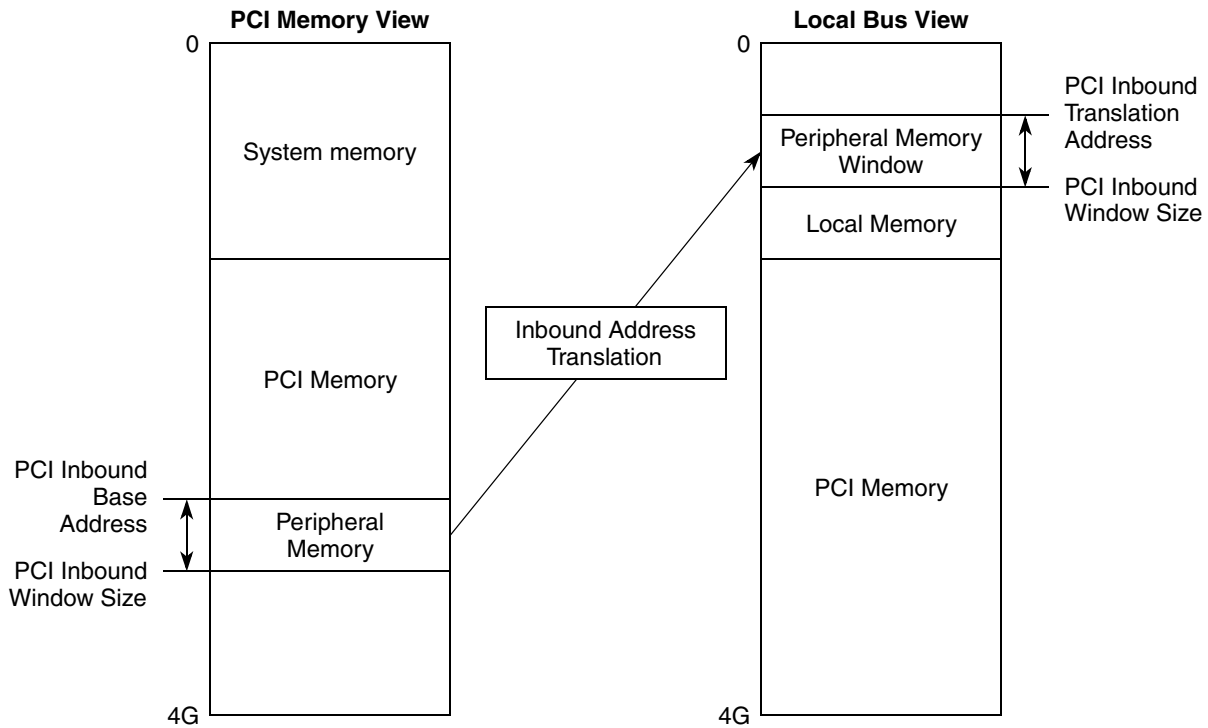 PCI Memory View
0
System memory
PCI Memory
PCI Inbound
Base
Address
Peripheral
Memory
PCI Inbound
Window Size
4G
Inbound Address
Translation
Local Bus View
0
PCI Inbound
Translation
Address
Peripheral Memory
Window
PCI Inbound
Window Size
Local Memory
PCI Memory
4G